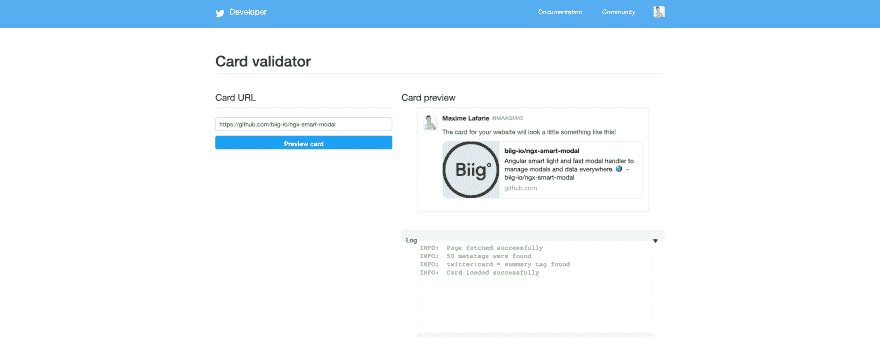 Developer
Documentation
Community
Card validator
Card URL
https://github.com/biig-io/ngx-smart-modal
Preview card
Card preview
Maxime Lafarie @MAADMIIX
The card for your website will look a little something like this!
Biig°
biig-io/ngx-smart-modal
Angular smart light and fast modal handler to
manage modals and data everywhere. 🌏 -
biig-io/ngx-smart-modal
github.com
Log
INFO: Page fetched successfully
INFO: 50 metatags were found
INFO: twitter:card = summary tag found
INFO: Card loaded successfully